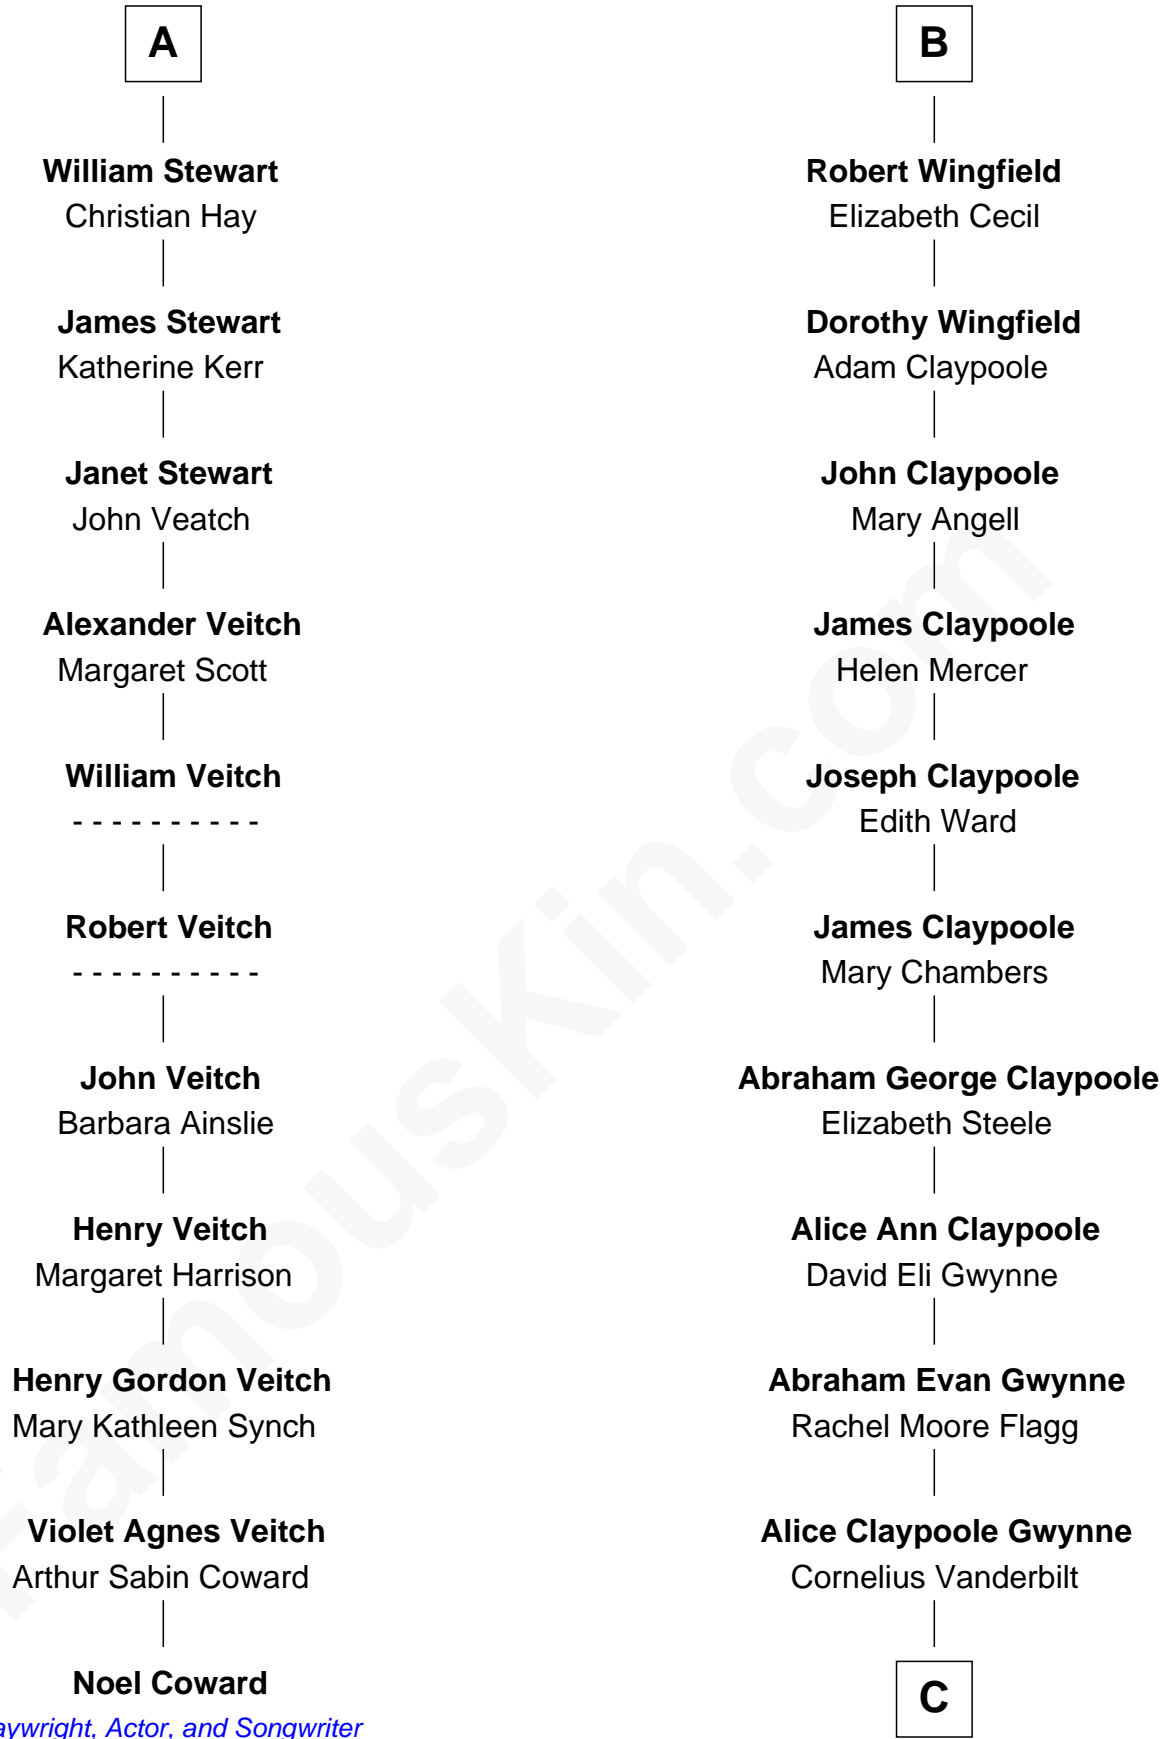 A
William Stewart
Christian Hay
James Stewart
Katherine Kerr
Janet Stewart
John Veatch
Alexander Veitch
Margaret Scott
William Veitch
- - - - - - - - - -
Robert Veitch
- - - - - - - - - -
John Veitch
Barbara Ainslie
Henry Veitch
Margaret Harrison
Henry Gordon Veitch
Mary Kathleen Synch
Violet Agnes Veitch
Arthur Sabin Coward
Noel Coward
aywright, Actor, and Songwriter
B
Robert Wingfield
Elizabeth Cecil
Dorothy Wingfield
Adam Claypoole
John Claypoole
Mary Angell
James Claypoole
Helen Mercer
Joseph Claypoole
Edith Ward
James Claypoole
Mary Chambers
Abraham George Claypoole
Elizabeth Steele
Alice Ann Claypoole
David Eli Gwynne
Abraham Evan Gwynne
Rachel Moore Flagg
Alice Claypoole Gwynne
Cornelius Vanderbilt
C
FamousKin.com